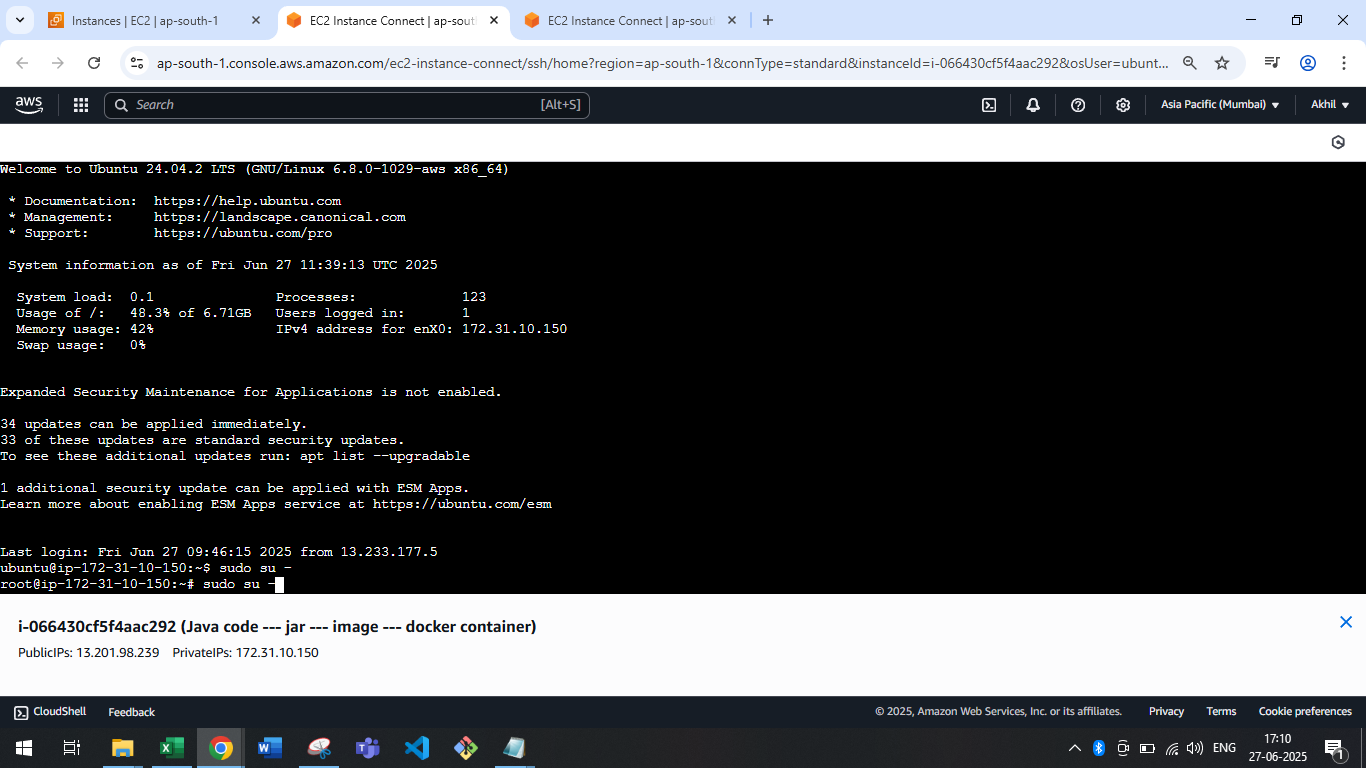 Instances | EC2 | ap-south-1
EC2 Instance Connect | ap-sout
EC2 Instance Connect | ap-sout
ap-south-1.console.aws.amazon.com/ec2-instance-connect/ssh/home?region=ap-south-1&connType=standard&instanceId=i-066430cf5f4aac292&osUser=ubunt...
aws
Search
[Alt+S]
Asia Pacific (Mumbai)
Akhil
Welcome to Ubuntu 24.04.2 LTS (GNU/Linux 6.8.0-1029-aws x86_64)
* Documentation: https://help.ubuntu.com
* Management: https://landscape.canonical.com
* Support: https://ubuntu.com/pro
System information as of Fri Jun 27 11:39:13 UTC 2025
System load: 0.1 Processes: 123
Usage of /: 48.3% of 6.71GB Users logged in: 1
Memory usage: 42% IPv4 address for enX0: 172.31.10.150
Swap usage: 0%
Expanded Security Maintenance for Applications is not enabled.
34 updates can be applied immediately.
33 of these updates are standard security updates.
To see these additional updates run: apt list --upgradable
1 additional security update can be applied with ESM Apps.
Learn more about enabling ESM Apps service at https://ubuntu.com/esm
Last login: Fri Jun 27 09:46:15 2025 from 13.233.177.5
ubuntu@ip-172-31-10-150:~$ sudo su -
root@ip-172-31-10-150:~# sudo su -
i-066430cf5f4aac292 (Java code --- jar --- image --- docker container)
PublicIPs: 13.201.98.239 PrivateIPs: 172.31.10.150
CloudShell
Feedback
© 2025, Amazon Web Services, Inc. or its affiliates.
Privacy
Terms
Cookie preferences
ENG
17:10
27-06-2025
1